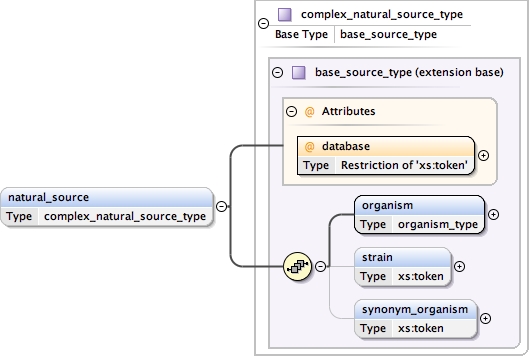 complex_natural_source_type
Base Type base_source_type
base_source_type (extension base)
@ Attributes
@ database
Type Restriction of 'xs:token'
natural_source
Type complex_natural_source_type
organism
Type organism_type
strain
Type xs:token
synonym_organism
Type xs:token